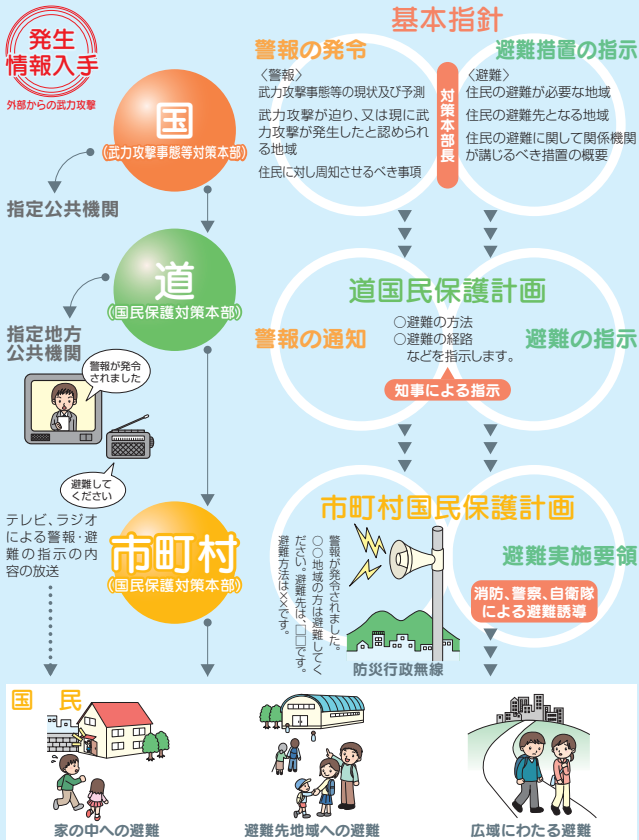 発生
情報入手
外部からの武力攻撃
国
(武力攻撃事態等対策本部)
指定公共機関
基本指針
警報の発令
〈警報〉
武力攻撃事態等の現状及び予測
武力攻撃が迫り、又は現に武
力攻撃が発生したと認められ
る地域
住民に対し周知させるべき事項
対策本部長
避難措置の指示
〈避難〉
住民の避難が必要な地域
住民の避難先となる地域
住民の避難に関して関係機関
が講じるべき措置の概要
道
(国民保護対策本部)
指定地方
公共機関
道国民保護計画
警報の通知
○避難の方法
○避難の経路
などを指示します。
避難の指示
知事による指示
警報が発令
されました
避難して
ください
テレビ、ラジオ
による警報・避
難の指示の内
容の放送
市町村
(国民保護対策本部)
市町村国民保護計画
警報が発令されました。
○○地域の方は避難してく
ださい。避難先は、□□です。
避難方法は××です。
防災行政無線
避難実施要領
消防、警察、自衛隊
による避難誘導
国民
家の中への避難
避難先地域への避難
広域にわたる避難